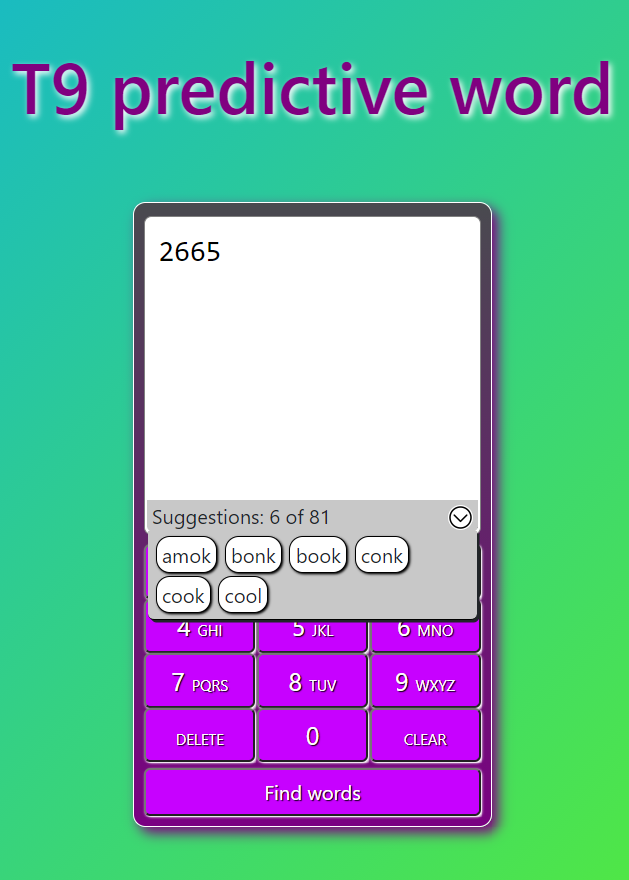 T9 predictive word
2665
Suggestions: 6 of 81
amok bonk book conk
cook cool
4 GHI 5 JKL 6 MNO
7 PQRS 8 TUV 9 WXYZ
DELETE 0 CLEAR
Find words